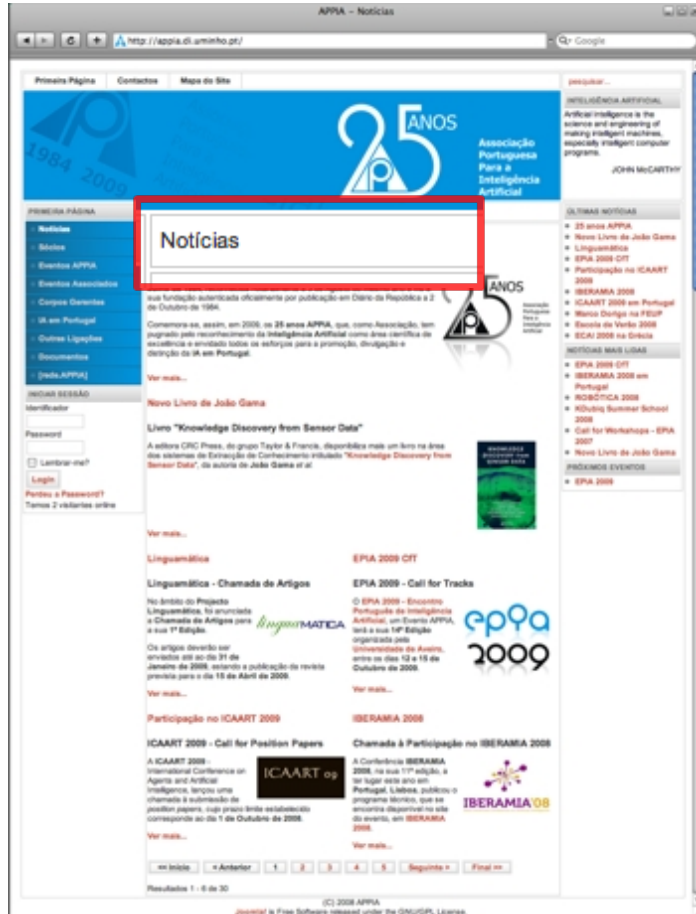 APPIA – Notícias
http://appia.di.uminho.pt/
Google
Primeira Página Contactos Mapa do Site
pesquisar...
1984 2009
25 ANOS
Associação
Portuguesa
Para a
Inteligência
Artificial
INTELIGÊNCIA ARTIFICIAL
Artificial intelligence is the
science and engineering of
making intelligent machines,
especially intelligent computer
programs.
JOHN McCARTHY
PRIMEIRA PÁGINA
Notícias
Sócios
Eventos APPIA
Eventos Associados
Corpos Gerentes
IA em Portugal
Outras Ligações
Documentos
[rede.APPIA]
INICIAR SESSÃO
Identificador
Password
Lembrar-me?
Login
Perdeu a Password?
Temos 2 visitantes online
Notícias
sua fundação autenticada oficialmente por publicação em Diário da República a 2
de Outubro de 1984.
Comemora-se, assim, em 2009, os 25 anos APPIA, que, como Associação, tem
pugnado pelo reconhecimento da Inteligência Artificial como área científica de
excelência e enviado todos os esforços para a promoção, divulgação e
distinção da IA em Portugal.
Ver mais...
25 ANOS
Associação
Portuguesa
Para a
Inteligência
Artificial
Novo Livro de João Gama
Livro "Knowledge Discovery from Sensor Data"
A editora CRC Press, do grupo Taylor & Francis, disponibiliza mais um livro na área
dos sistemas de Extracção de Conhecimento intitulado "Knowledge Discovery from
Sensor Data", da autoria de João Gama et al
KNOWLEDGE
DISCOVERY FROM
SENSOR DATA
Ver mais...
Linguamática
Linguamática - Chamada de Artigos
No âmbito do Projecto
Linguamática, foi anunciada
a Chamada de Artigos para
a sua 1ª Edição.
linguaMATICA
Os artigos deverão ser
enviados até ao dia 31 de
Janeiro de 2009, estando a publicação da revista
prevista para o dia 15 de Abril de 2009.
Ver mais...
EPIA 2009 CfT
EPIA 2009 - Call for Tracks
O EPIA 2009 - Encontro
Português de Inteligência
Artificial, um Evento APPIA,
terá a sua 14ª Edição
organizada pela
Universidade de Aveiro,
entre os dias 12 e 15 de
Outubro de 2009.
epia
2009
Ver mais...
Participação no ICAART 2009
ICAART 2009 - Call for Position Papers
A ICAART 2009 -
International Conference on
Agents and Artificial
Intelligence, lançou uma
chamada à submissão de
position papers, cujo prazo limite estabelecido
corresponde ao dia 1 de Outubro de 2008.
ICAART 09
Ver mais...
IBERAMIA 2008
Chamada à Participação no IBERAMIA 2008
A Conferência IBERAMIA
2008, na sua 11ª edição, a
ter lugar este ano em
Portugal, Lisboa, publicou o
programa técnico, que se
encontra disponível no site
do evento, em IBERAMIA
2008.
IBERAMIA'08
Ver mais...
<< Início < Anterior 1 2 3 4 5 Seguinte > Final >>
Resultados 1 - 6 de 30
ÚLTIMAS NOTÍCIAS
25 anos APPIA
Novo Livro de João Gama
Linguamática
EPIA 2009 CfT
Participação no ICAART
2009
IBERAMIA 2008
ICAART 2009 em Portugal
Marco Dorigo na FEUP
Escola de Verão 2008
ECAI 2008 na Grécia
NOTÍCIAS MAIS LIDAS
EPIA 2009 CfT
IBERAMIA 2008 em
Portugal
ROBÓTICA 2008
KDubiq Summer School
2008
Call for Workshops - EPIA
2007
Novo Livro de João Gama
PRÓXIMOS EVENTOS
EPIA 2009
(C) 2008 APPIA
Joomla! is Free Software released under the GNU/GPL License.